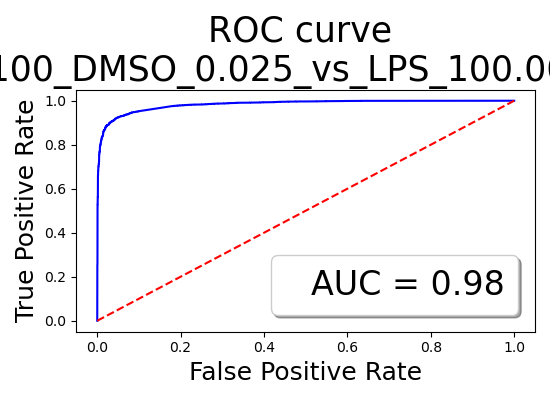 ROC curve
100_DMSO_0.025_vs_LPS_100.00
True Positive Rate
1.0
0.8
0.6
0.4
0.2
0.0
AUC = 0.98
0.0 0.2 0.4 0.6 0.8 1.0
False Positive Rate